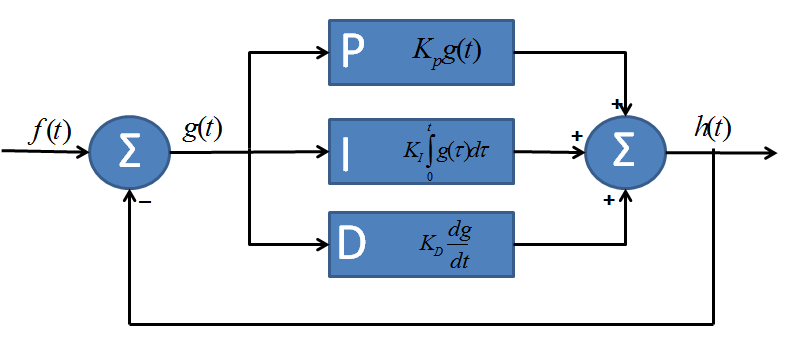 f(t)
Σ
−
g(t)
P K_p g(t)
I K_I ∫_0^t g(τ)dτ
D K_D dg/dt
+
+
+
Σ
h(t)